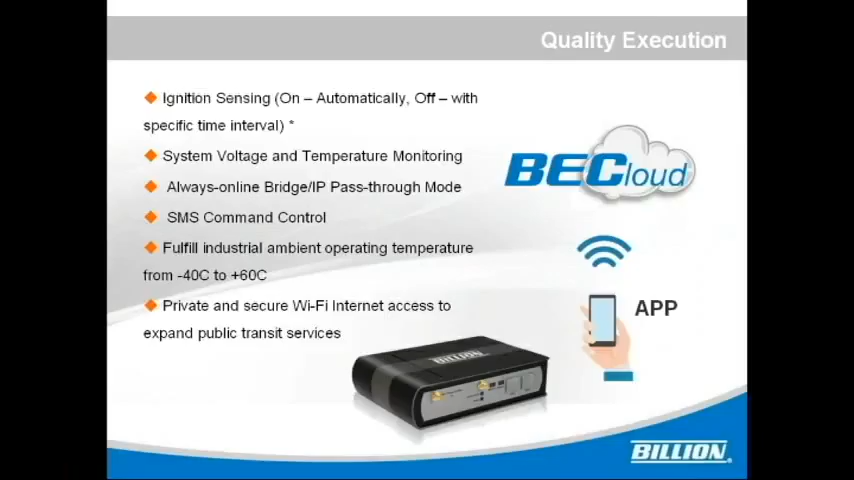 Quality Execution
Ignition Sensing (On – Automatically, Off – with
specific time interval) *
System Voltage and Temperature Monitoring
Always-online Bridge/IP Pass-through Mode
SMS Command Control
Fulfill industrial ambient operating temperature
from -40C to +60C
Private and secure Wi-Fi Internet access to
expand public transit services
BECloud
APP
BILLION
BILLION®